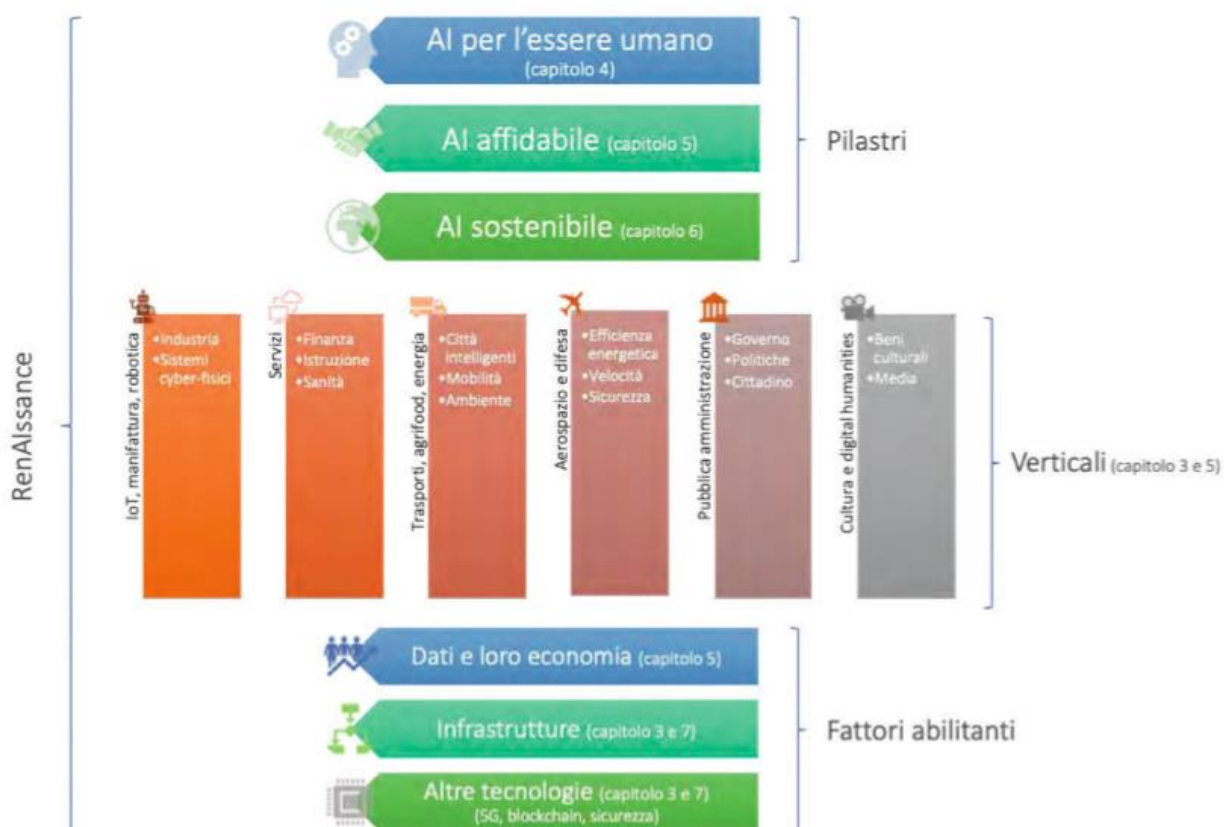 RenAIssance
AI per l'essere umano
(capitolo 4)
AI affidabile (capitolo 5)
AI sostenibile (capitolo 6)
Pilastri
IoT, manifattura, robotica
•Industria
•Sistemi
cyber-fisici
Servizi
•Finanza
•Istruzione
•Sanità
Trasporti, agrifood, energia
•Città
intelligenti
•Mobilità
•Ambiente
Aerospazio e difesa
•Efficienza
energetica
•Velocità
•Sicurezza
Pubblica amministrazione
•Governo
•Politiche
•Cittadino
Cultura e digital humanities
•Beni
culturali
•Media
Verticali (capitolo 3 e 5)
Dati e loro economia (capitolo 5)
Infrastrutture (capitolo 3 e 7)
Altre tecnologie (capitolo 3 e 7)
(5G, blockchain, sicurezza)
Fattori abilitanti